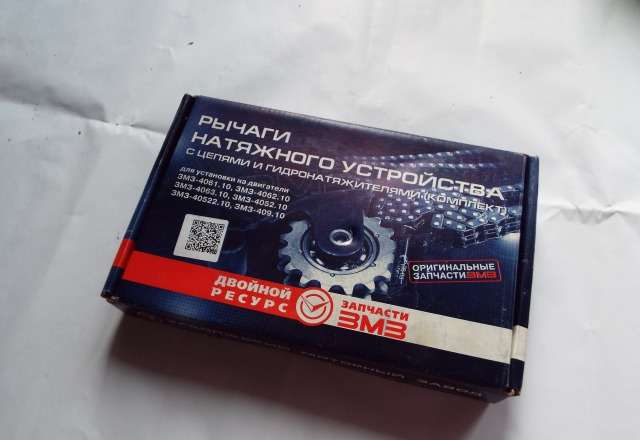 РЫЧАГИ
НАТЯЖНОГО УСТРОЙСТВА
С ЦЕПЯМИ И ГИДРОНАТЯЖИТЕЛЯМИ (КОМПЛЕКТ)
для установки на двигатели
ЗМЗ-4061.10, ЗМЗ-4062.10
ЗМЗ-4063.10, ЗМЗ-4052.10
ЗМЗ-40522.10, ЗМЗ-409.10
ОРИГИНАЛЬНЫЕ
ЗАПЧАСТИ ЗМЗ
ДВОЙНОЙ
РЕСУРС
ЗАПЧАСТИ
ЗМЗ